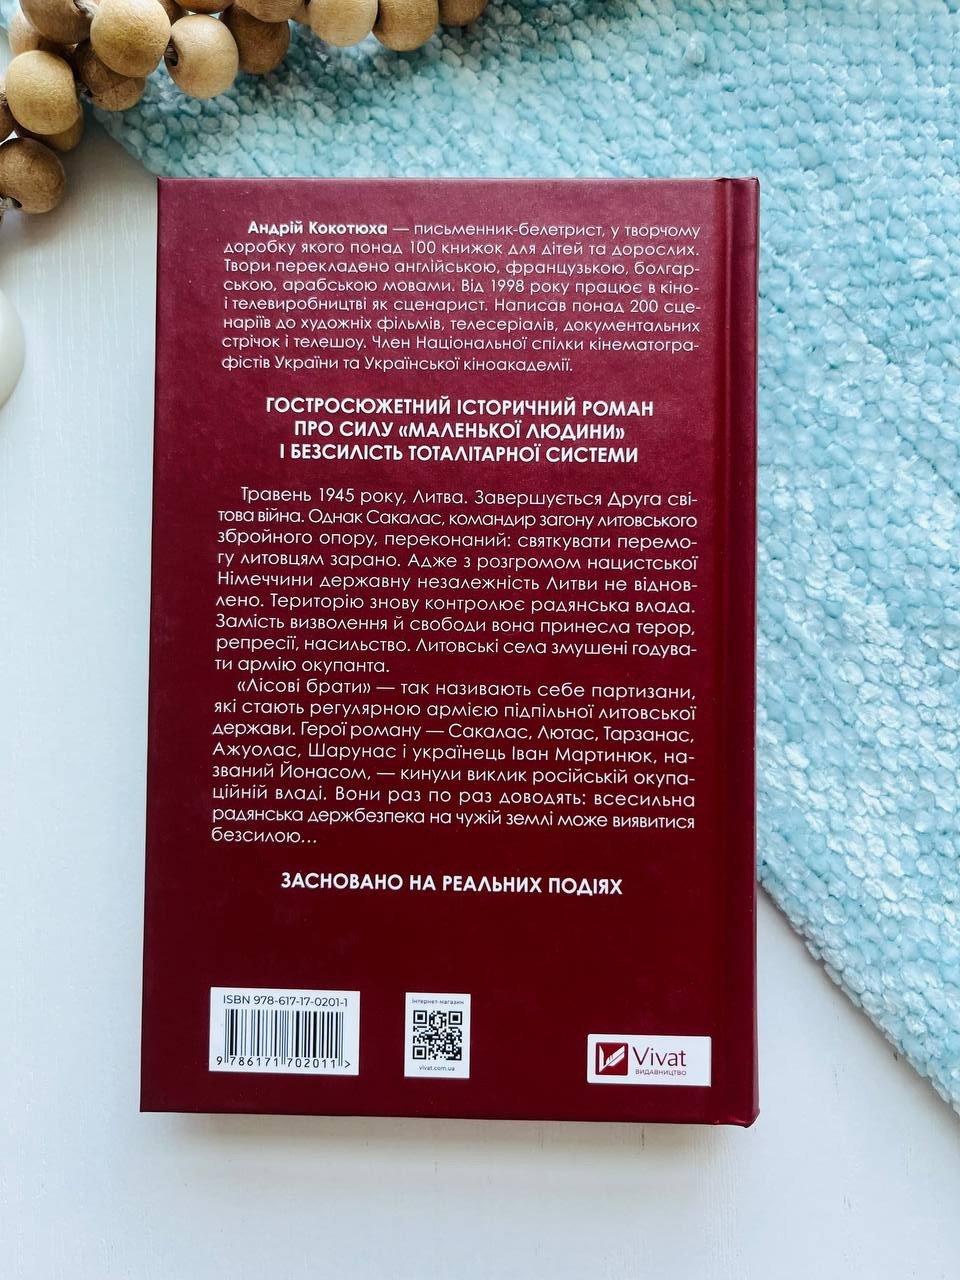 Андрій Кокотюха — письменник-белетрист, у творчому
доробку якого понад 100 книжок для дітей та дорослих.
Твори перекладено англійською, французькою, болгар-
ською, арабською мовами. Від 1998 року працює в кіно-
і телевиробництві як сценарист. Написав понад 200 сце-
наріїв до художніх фільмів, телесеріалів, документальних
стрічок і телешоу. Член Національної спілки кінематогра-
фістів України та Української кіноакадемії.
ГОСТРОСЮЖЕТНИЙ ІСТОРИЧНИЙ РОМАН
ПРО СИЛУ «МАЛЕНЬКОЇ ЛЮДИНИ»
І БЕЗСИЛІСТЬ ТОТАЛІТАРНОЇ СИСТЕМИ
Травень 1945 року, Литва. Завершується Друга сві-
това війна. Однак Сакалас, командир загону литовського
збройного опору, переконаний: святкувати перемо-
гу литовцям зарано. Адже з розгромом нацистської
Німеччини державну незалежність Литви не віднов-
лено. Територію знову контролює радянська влада.
Замість визволення й свободи вона принесла терор,
репресії, насильство. Литовські села змушені годува-
ти армію окупанта.
«Лісові брати» — так називають себе партизани,
які стають регулярною армією підпільної литовської
держави. Герої роману — Сакалас, Лютас, Тарзанас,
Ажуолас, Шарунас і українець Іван Мартинюк, на-
званий Йонасом, — кинули виклик російській окупа-
ційній владі. Вони раз по раз доводять: всесильна
радянська держбезпека на чужій землі може виявитися
безсилою…
ЗАСНОВАНО НА РЕАЛЬНИХ ПОДІЯХ
ISBN 978-617-17-0201-1
9 786171 702011 >
інтернет-магазин
vivat.com.ua
Vivat
ВИДАВНИЦТВО